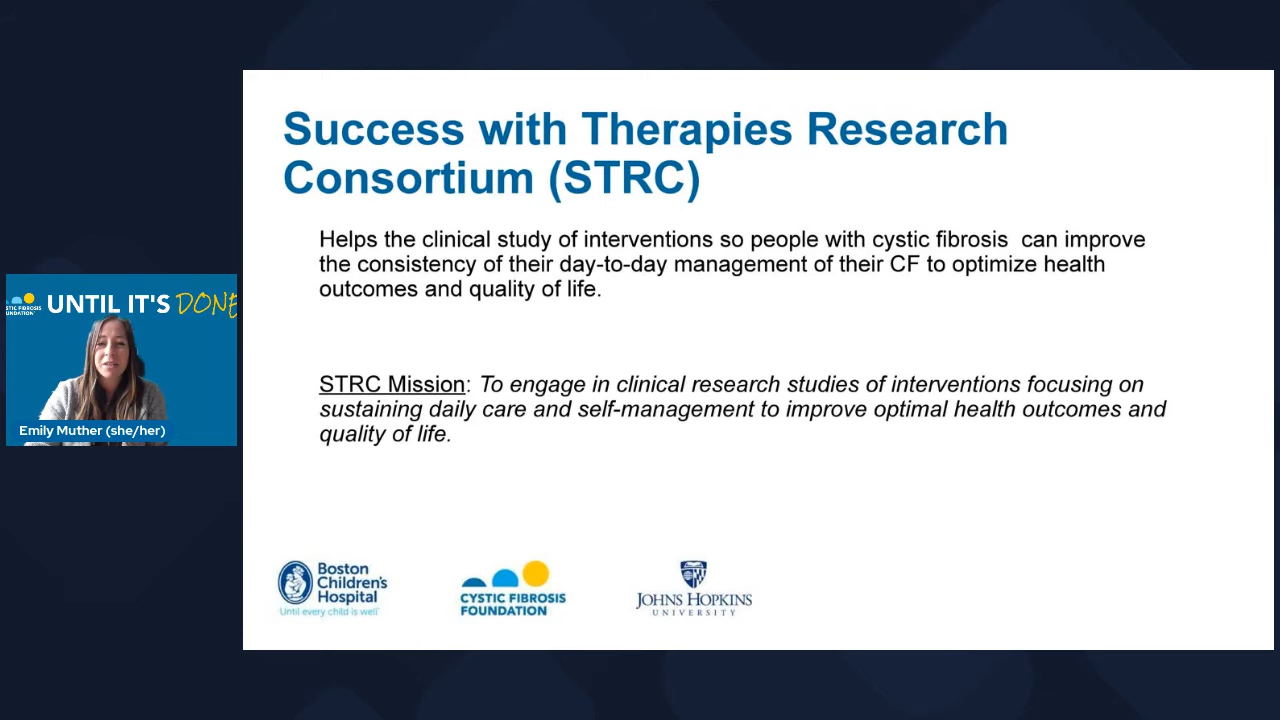 Success with Therapies Research
Consortium (STRC)
Helps the clinical study of interventions so people with cystic fibrosis  can improve
the consistency of their day-to-day management of their CF to optimize health
outcomes and quality of life.
STRC Mission: To engage in clinical research studies of interventions focusing on
sustaining daily care and self-management to improve optimal health outcomes and
quality of life.
STIC FIBROSIS
UNDATION
UNTIL IT'S DONE
Emily Muther (she/her)
Boston
Children's
Hospital
Until every child is well™
CYSTIC FIBROSIS
FOUNDATION
JOHNS HOPKINS
UNIVERSITY